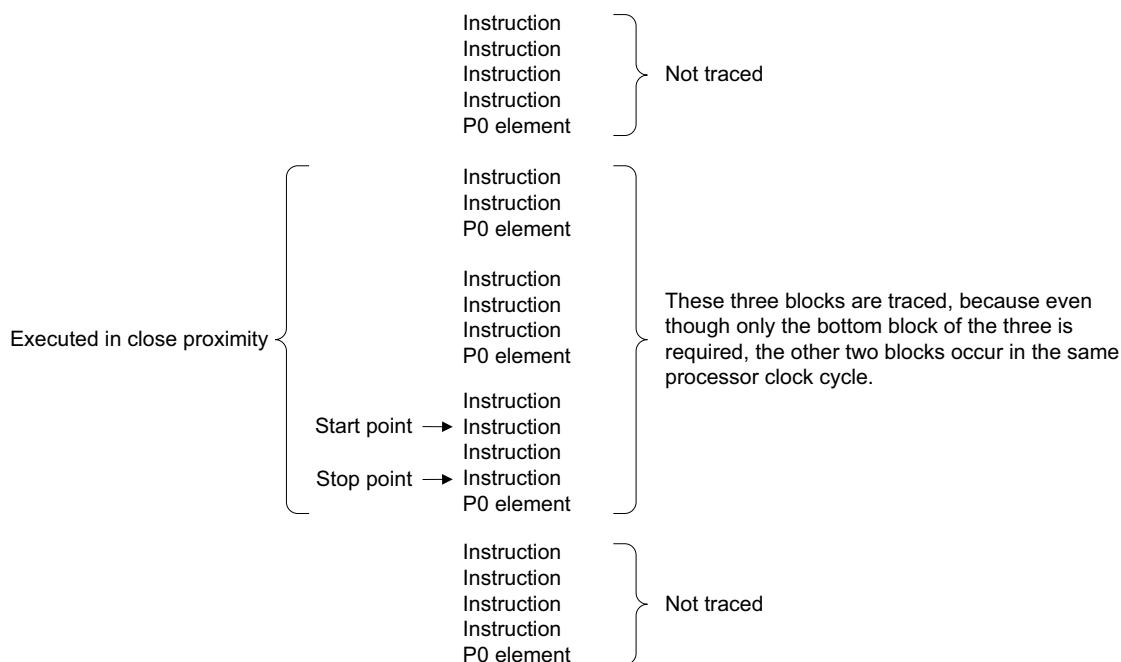 Instruction
Instruction
Instruction
Instruction
P0 element
Not traced
Instruction
Instruction
P0 element
Instruction
Instruction
Instruction
P0 element
Executed in close proximity
These three blocks are traced, because even
though only the bottom block of the three is
required, the other two blocks occur in the same
processor clock cycle.
Instruction
Start point
Instruction
Instruction
Stop point
Instruction
P0 element
Instruction
Instruction
Instruction
Instruction
P0 element
Not traced